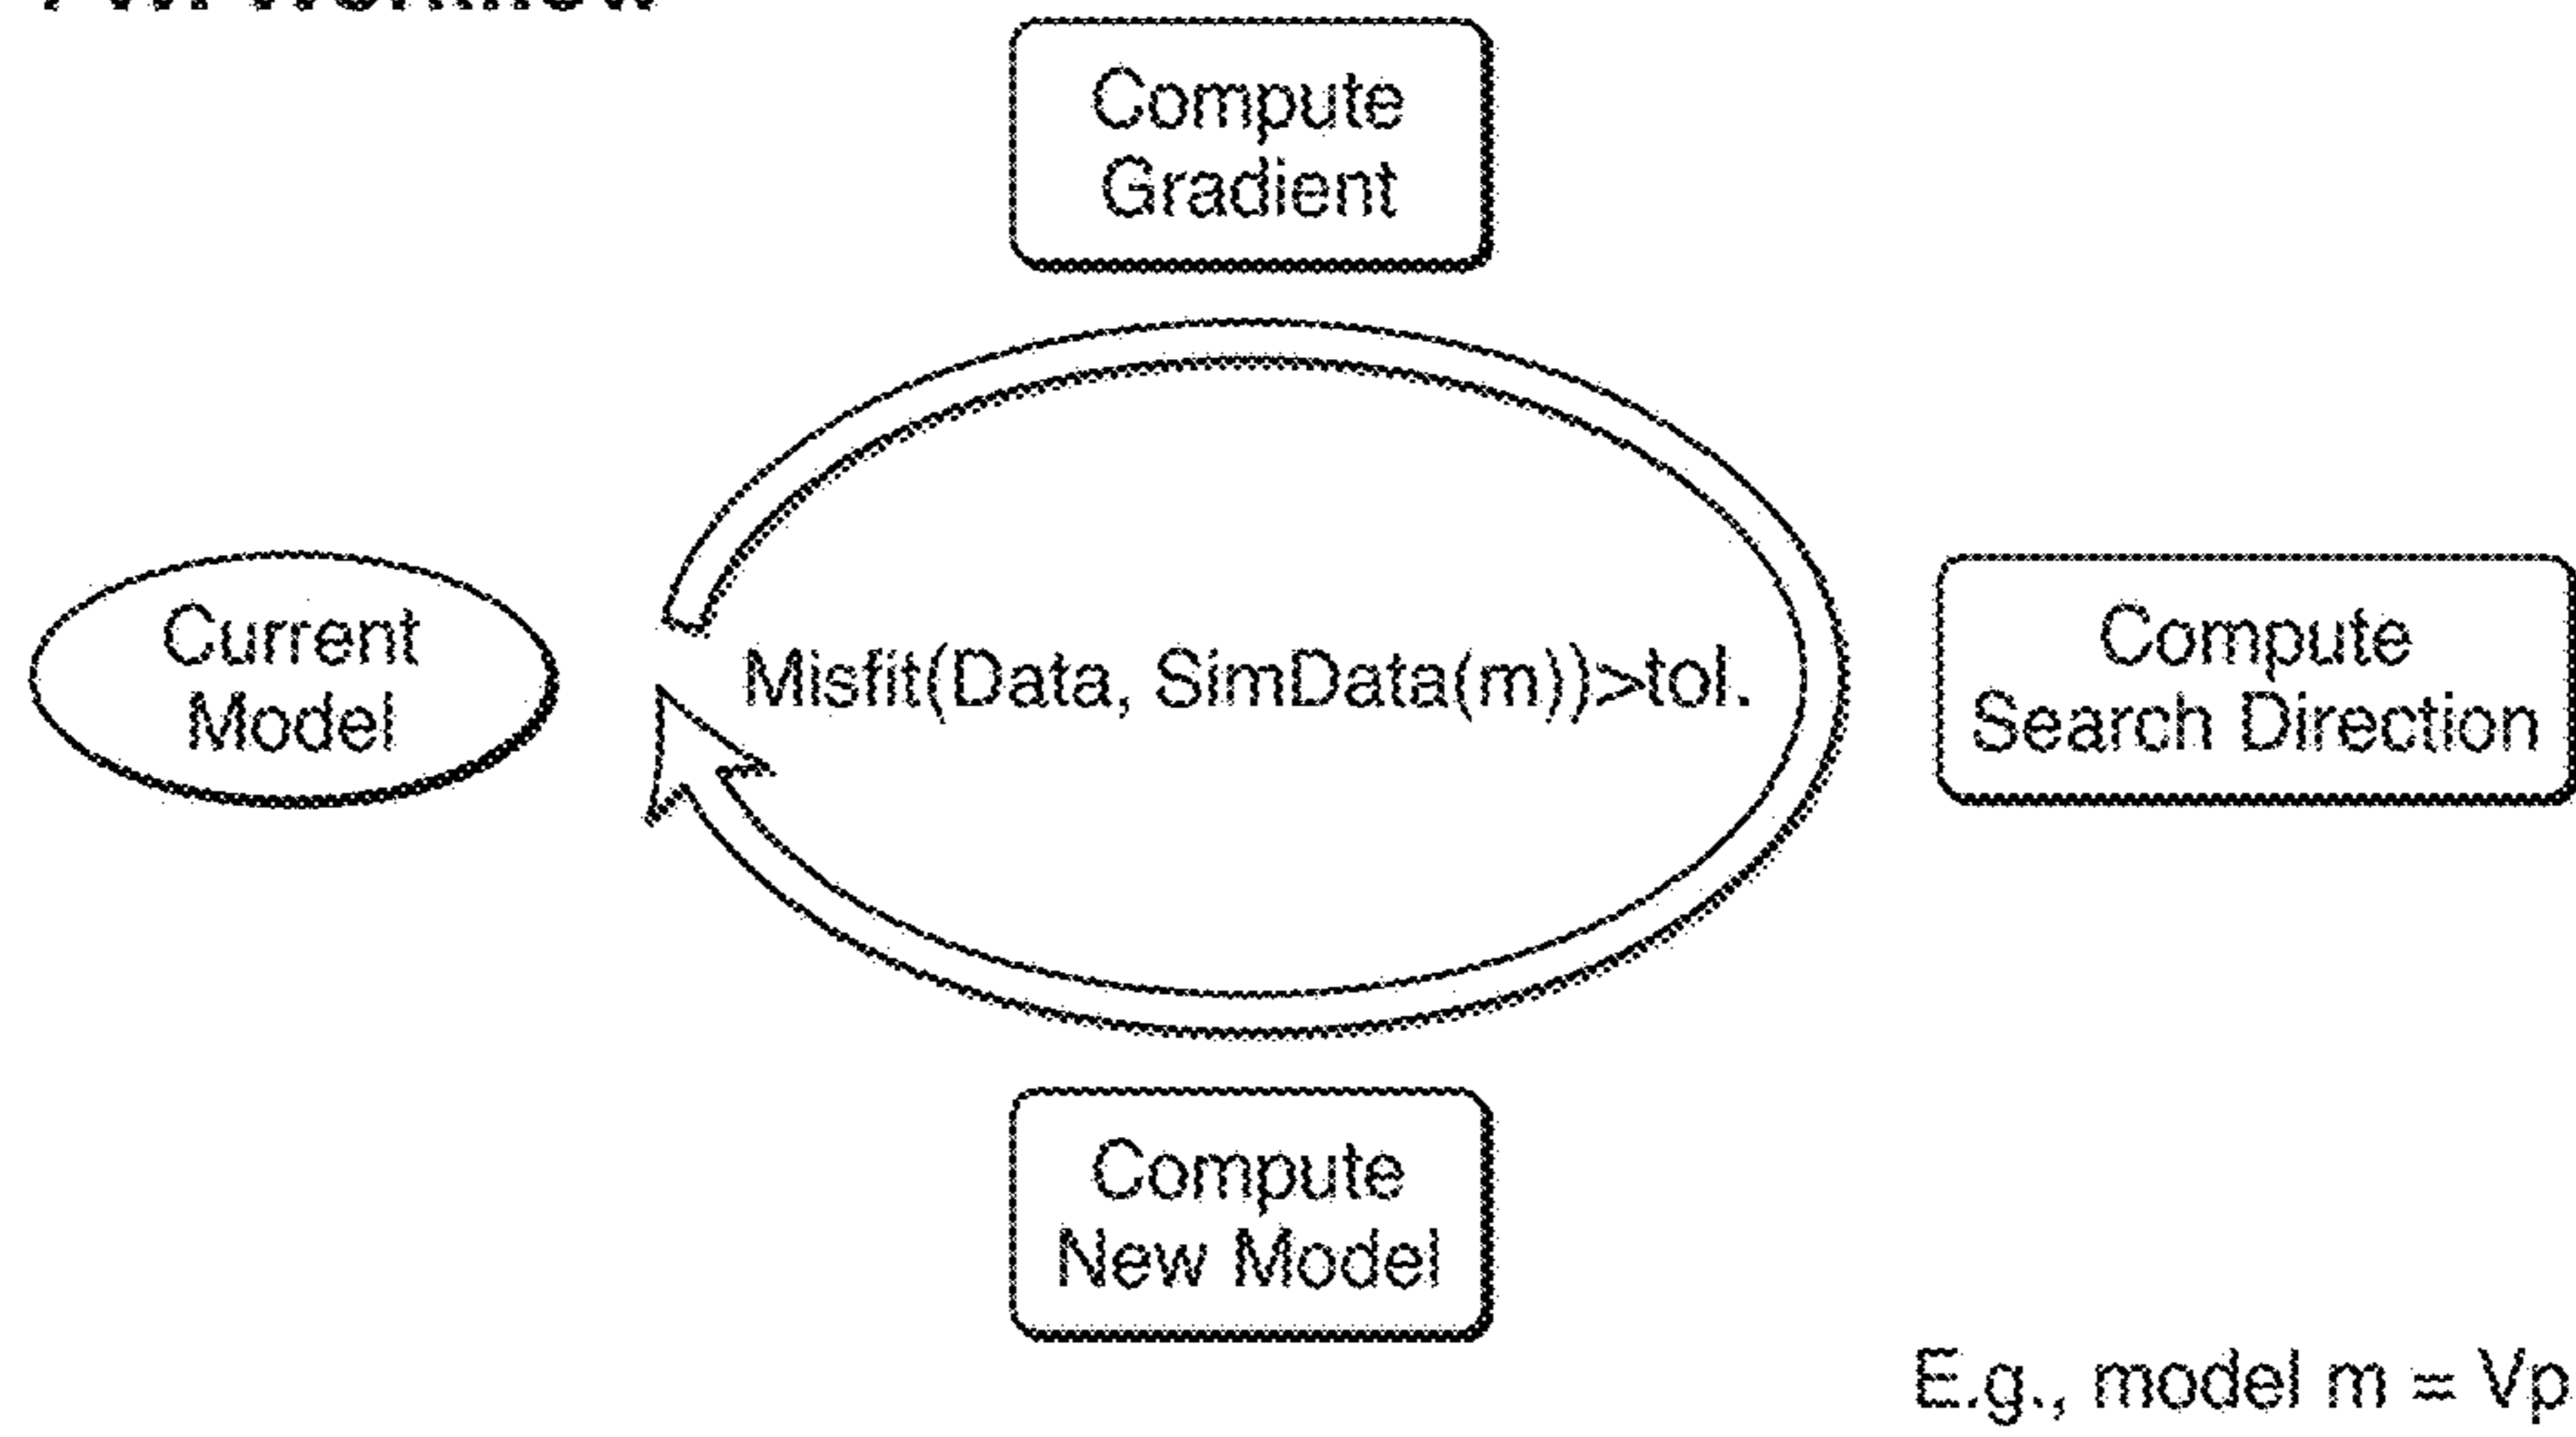 Compute
Gradient
Current
Model
Misfit(Data, SimData(m))>tol.
Compute
Search Direction
Compute
New Model
E.g., model m = Vp